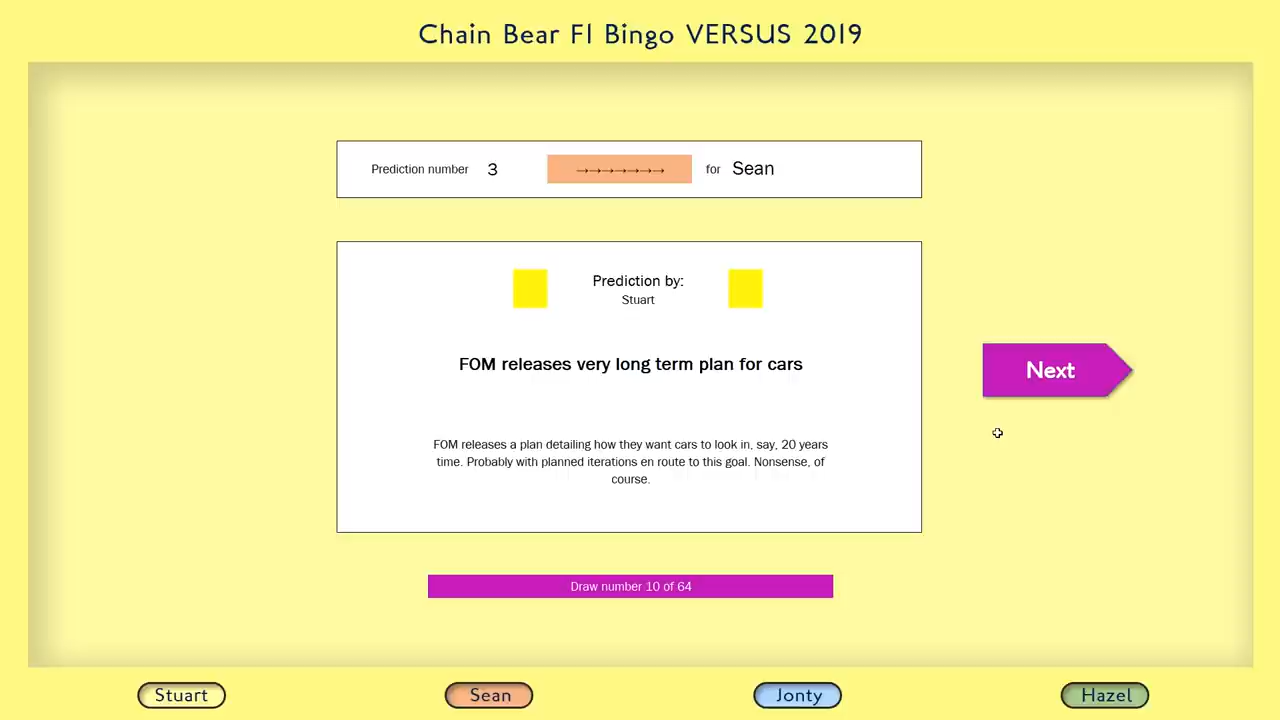 Chain Bear F1 Bingo VERSUS 2019
Prediction number 3 →→→→→→→ for Sean
Prediction by:
Stuart
FOM releases very long term plan for cars
Next
FOM releases a plan detailing how they want cars to look in, say, 20 years
time. Probably with planned iterations en route to this goal. Nonsense, of
course.
Draw number 10 of 64
Stuart Sean Jonty Hazel